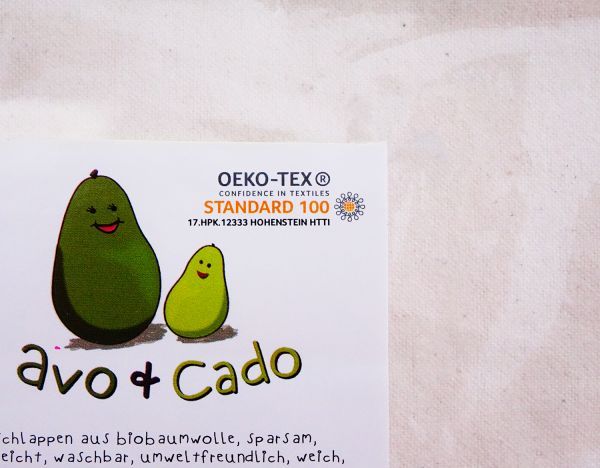 OEKO-TEX®
CONFIDENCE IN TEXTILES
STANDARD 100
17.HPK.12333 HOHENSTEIN HTTI
avo & Cado
chlappen aus biobaumwolle, sparsam,
eicht, waschbar, umweltfreundlich, weich,